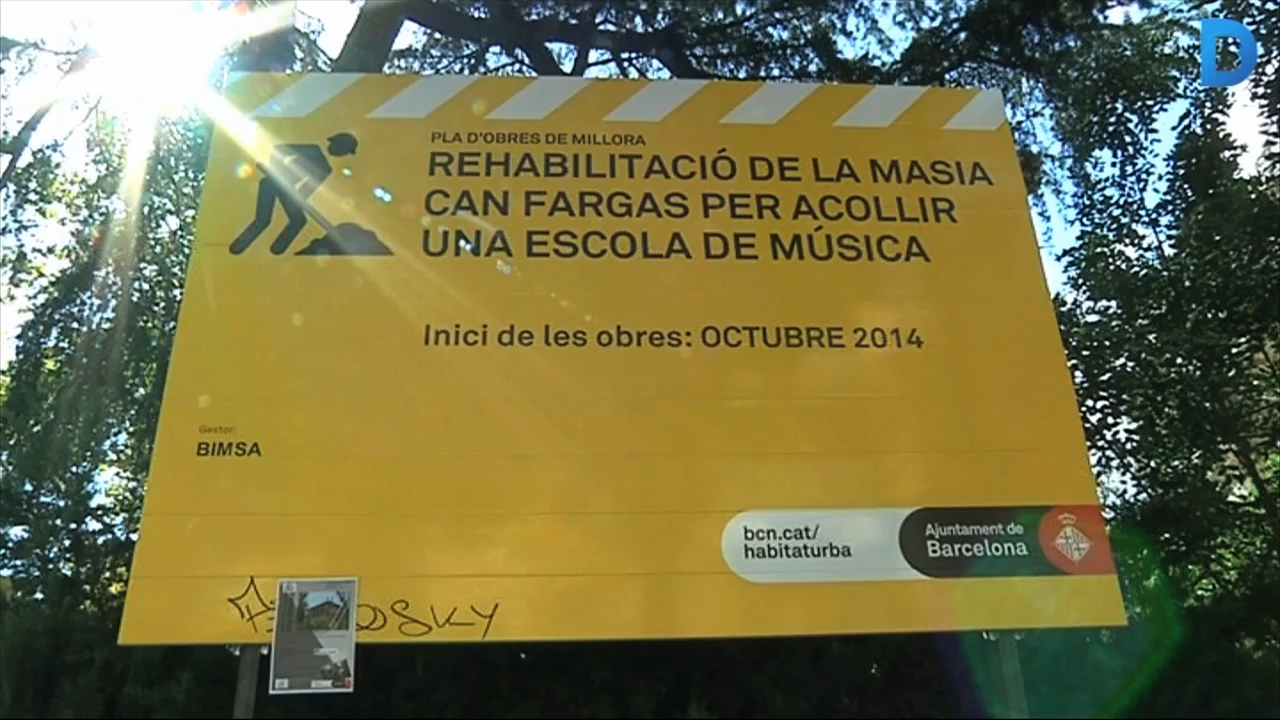 D
PLA D'OBRES DE MILLORA
REHABILITACIÓ DE LA MASIA
CAN FARGAS PER ACOLLIR
UNA ESCOLA DE MÚSICA
Inici de les obres: OCTUBRE 2014
Gestor:
BIMSA
bcn.cat/
habitaturba
Ajuntament de
Barcelona